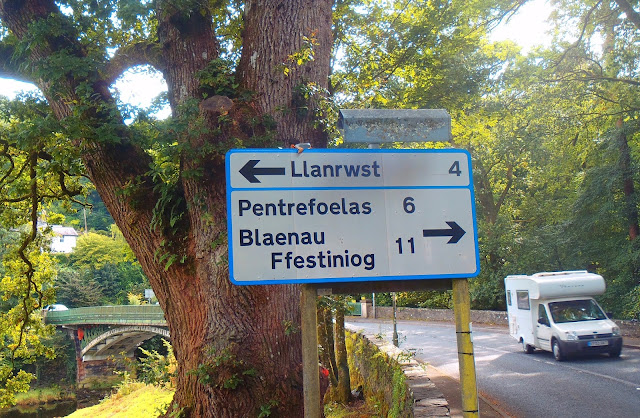 ← Llanrwst 4
Pentrefoelas 6
Blaenau
Ffestiniog 11 →